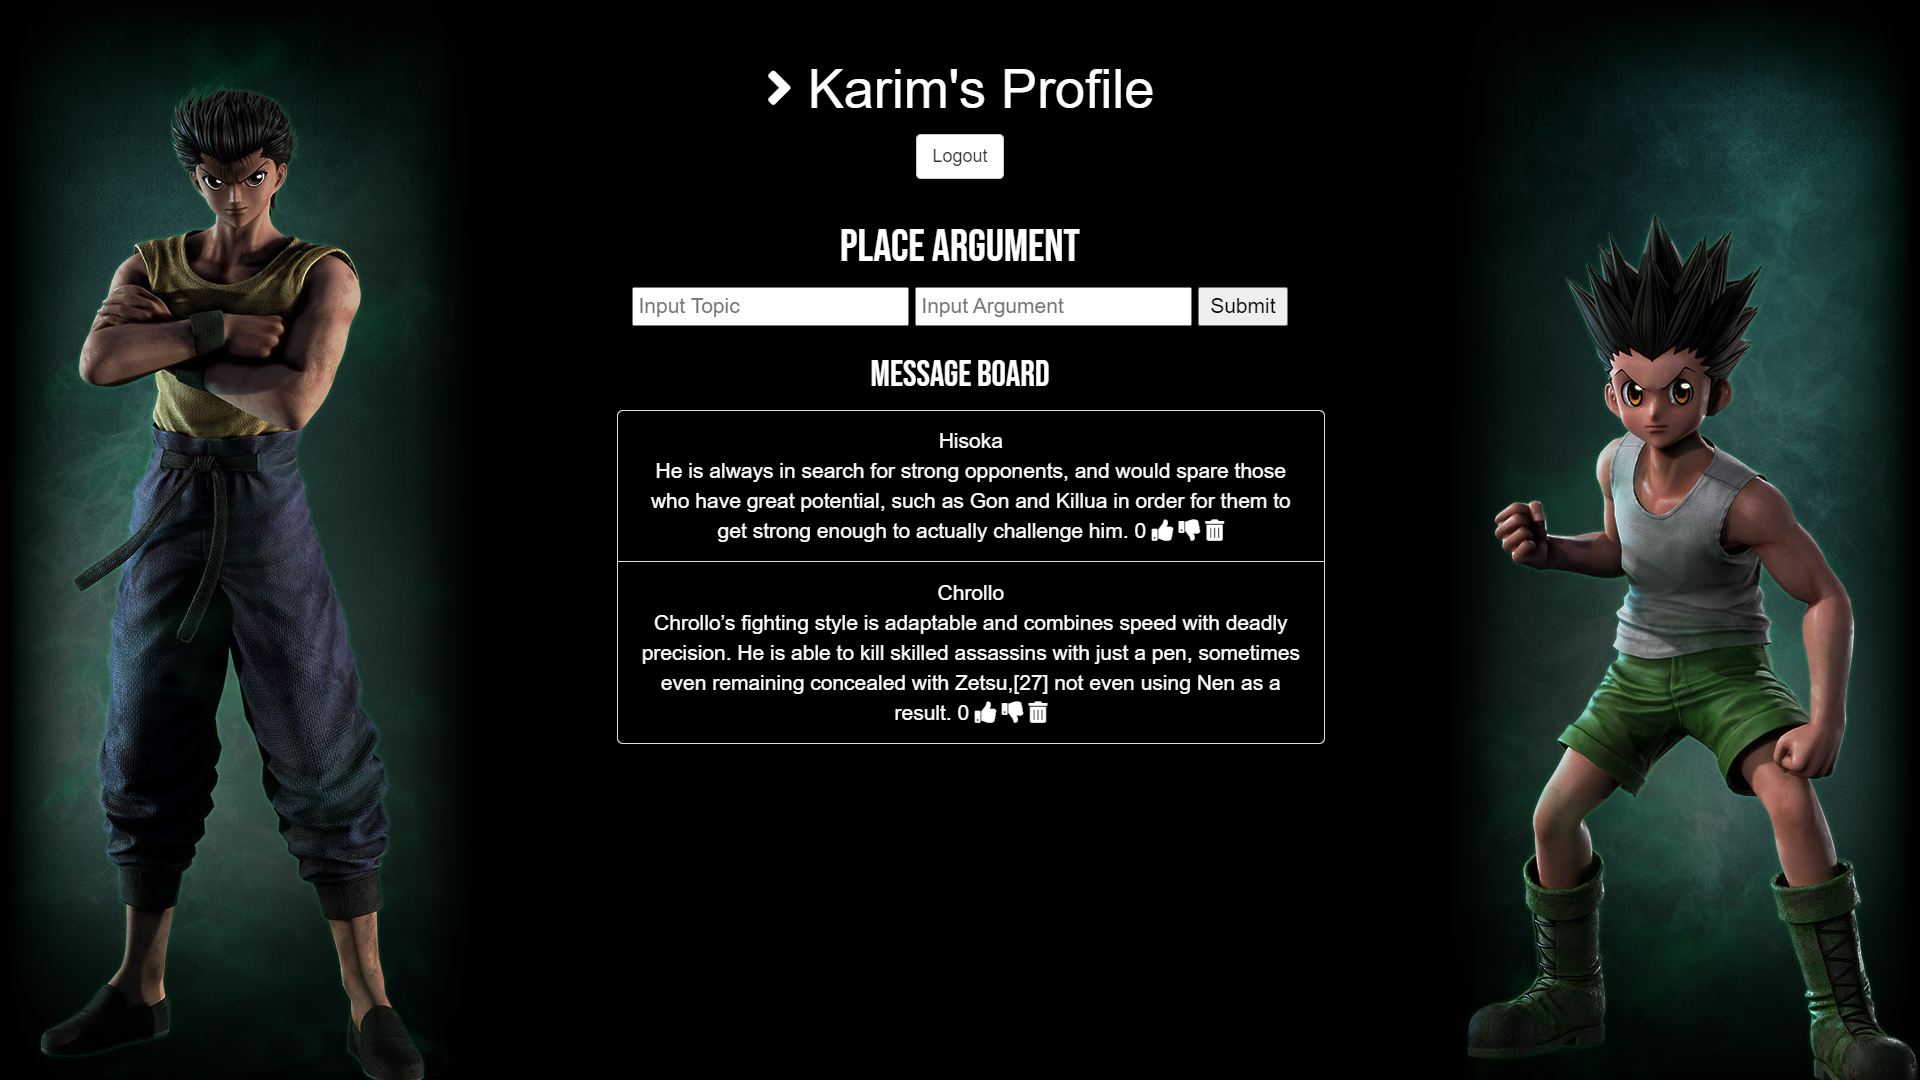 Karim's Profile
Logout
PLACE ARGUMENT
Input Topic Input Argument Submit
MESSAGE BOARD
Hisoka
He is always in search for strong opponents, and would spare those
who have great potential, such as Gon and Killua in order for them to
get strong enough to actually challenge him. 0
Chrollo
Chrollo’s fighting style is adaptable and combines speed with deadly
precision. He is able to kill skilled assassins with just a pen, sometimes
even remaining concealed with Zetsu,[27] not even using Nen as a
result. 0